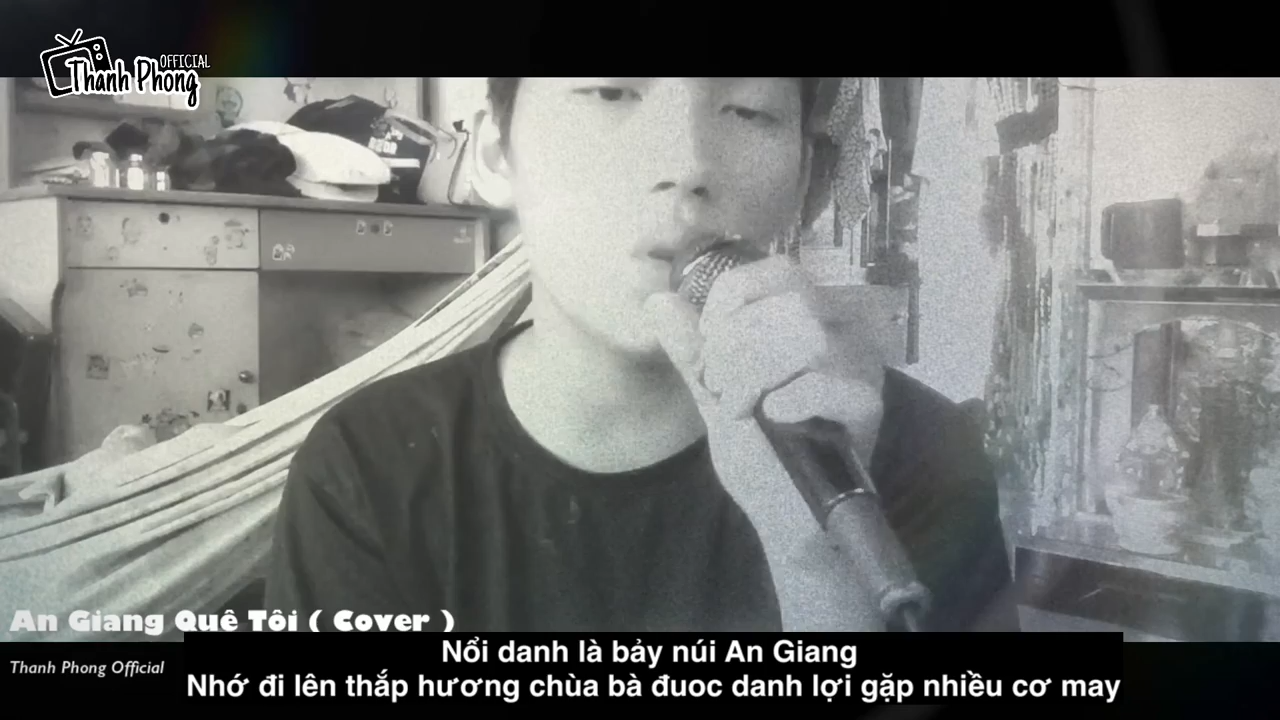 OFFICIAL
Thanh Phong
An Giang Quê Tôi ( Cover )
Thanh Phong Official
Nổi danh là bảy núi An Giang
Nhớ đi lên thắp hương chùa bà đuoc danh lợi gặp nhiều cơ may